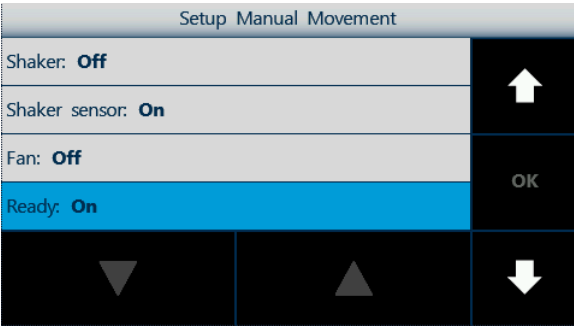 Setup Manual Movement
Shaker: Off
Shaker sensor: On
Fan: Off
OK
Ready: On